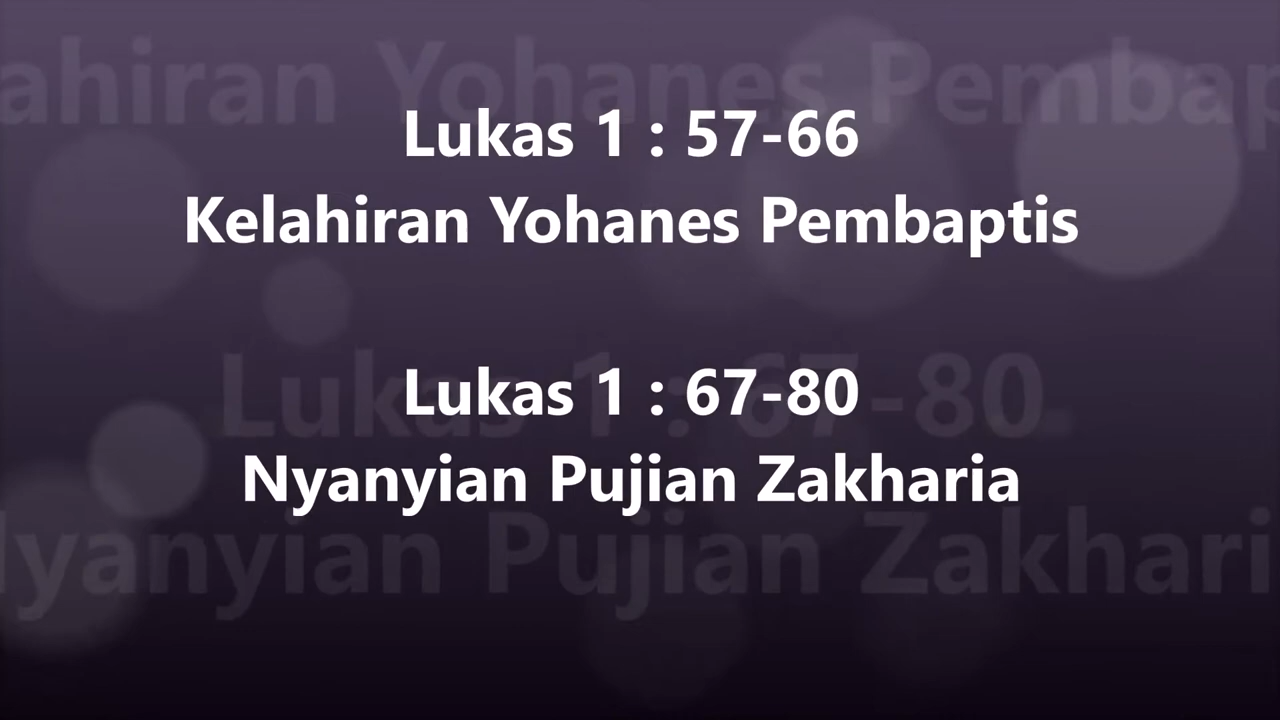 Lukas 1 : 57-66
Kelahiran Yohanes Pembaptis
Lukas 1 : 67-80
Nyanyian Pujian Zakharia